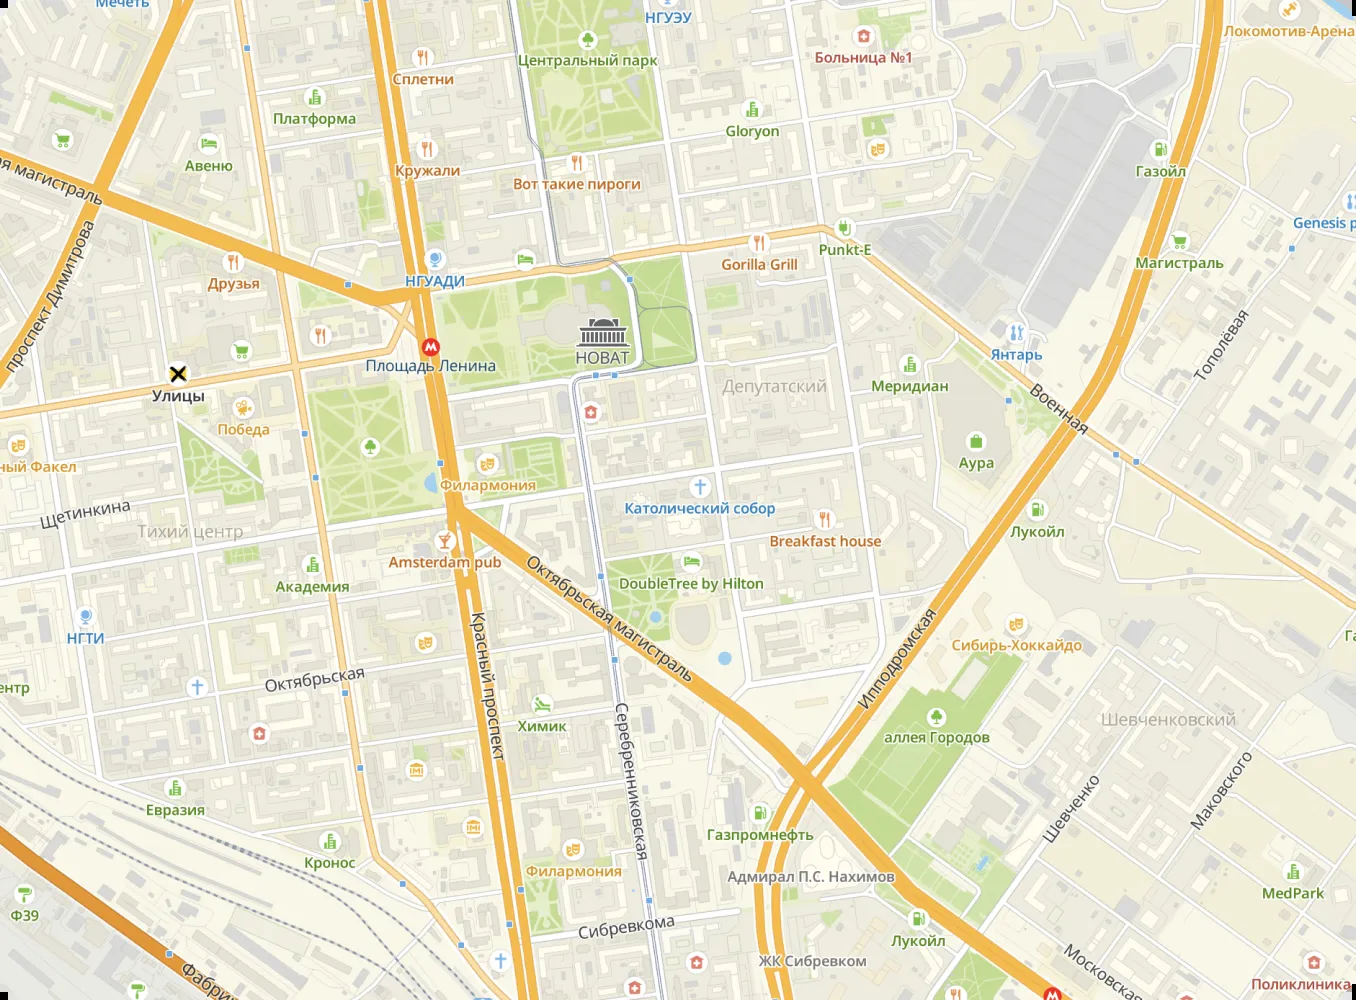 Мечеть
НГУЭУ
Локомотив-Арена
Больница №1
Центральный парк
Сплетни
Платформа
Gloryon
Авеню
Кружали
Вот такие пироги
Газойл
я магистраль
Genesis
Punkt-E
Gorilla Grill
Магистраль
НГУАДИ
Друзья
проспект Димитрова
НОВАТ
Площадь Ленина
Янтарь
Тополёвая
Депутатский
Меридиан
Улицы
Военная
Победа
ный Факел
Аура
Филармония
Католический собор
Щетинкина
Тихий центр
Лукойл
Breakfast house
Amsterdam pub
Академия
DoubleTree by Hilton
Октябрьская магистраль
НГТИ
Сибирь-Хоккайдо
Ипподромская
Красный проспект
Октябрьская
ентр
Шевченковский
Химик
аллея Городов
Серебренниковская
Маковского
Шевченко
Евразия
Газпромнефть
Кронос
Филармония
Адмирал П.С. Нахимов
MedPark
Ф39
Сибревкома
Лукойл
ЖК Сибревком
Московская
Фабри
Поликлиника